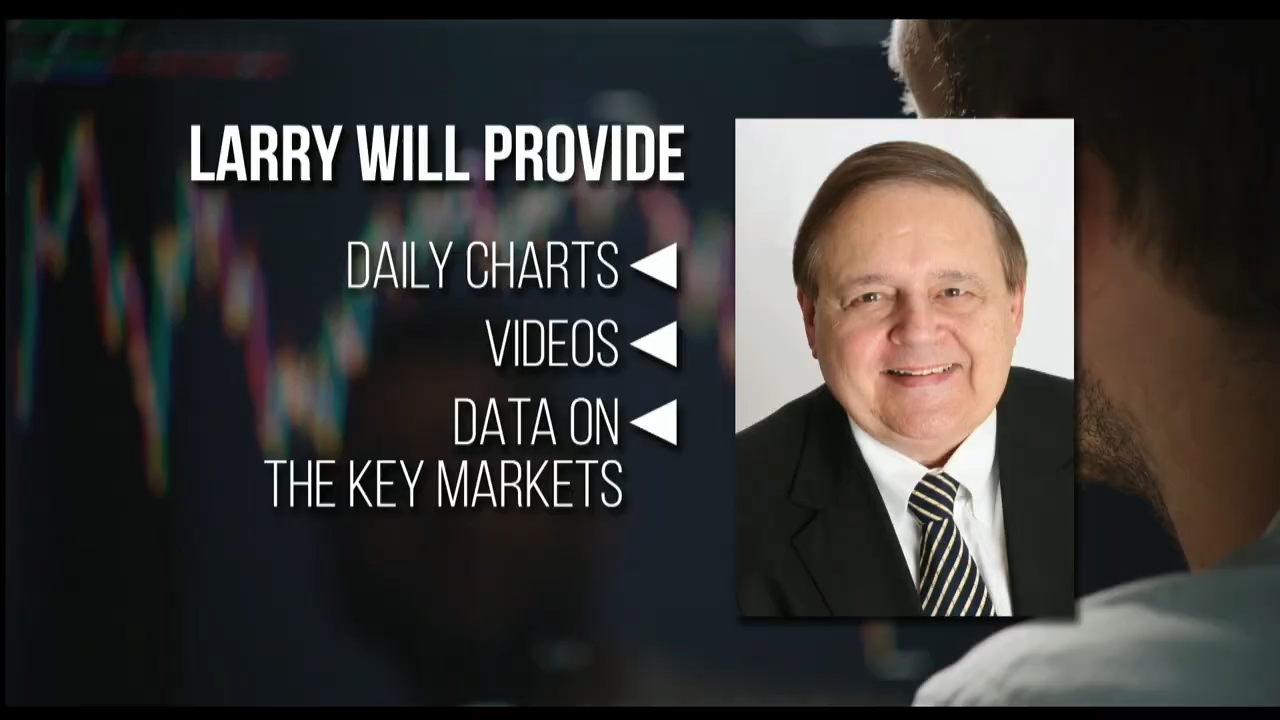 LARRY WILL PROVIDE
DAILY CHARTS
VIDEOS
DATA ON
THE KEY MARKETS